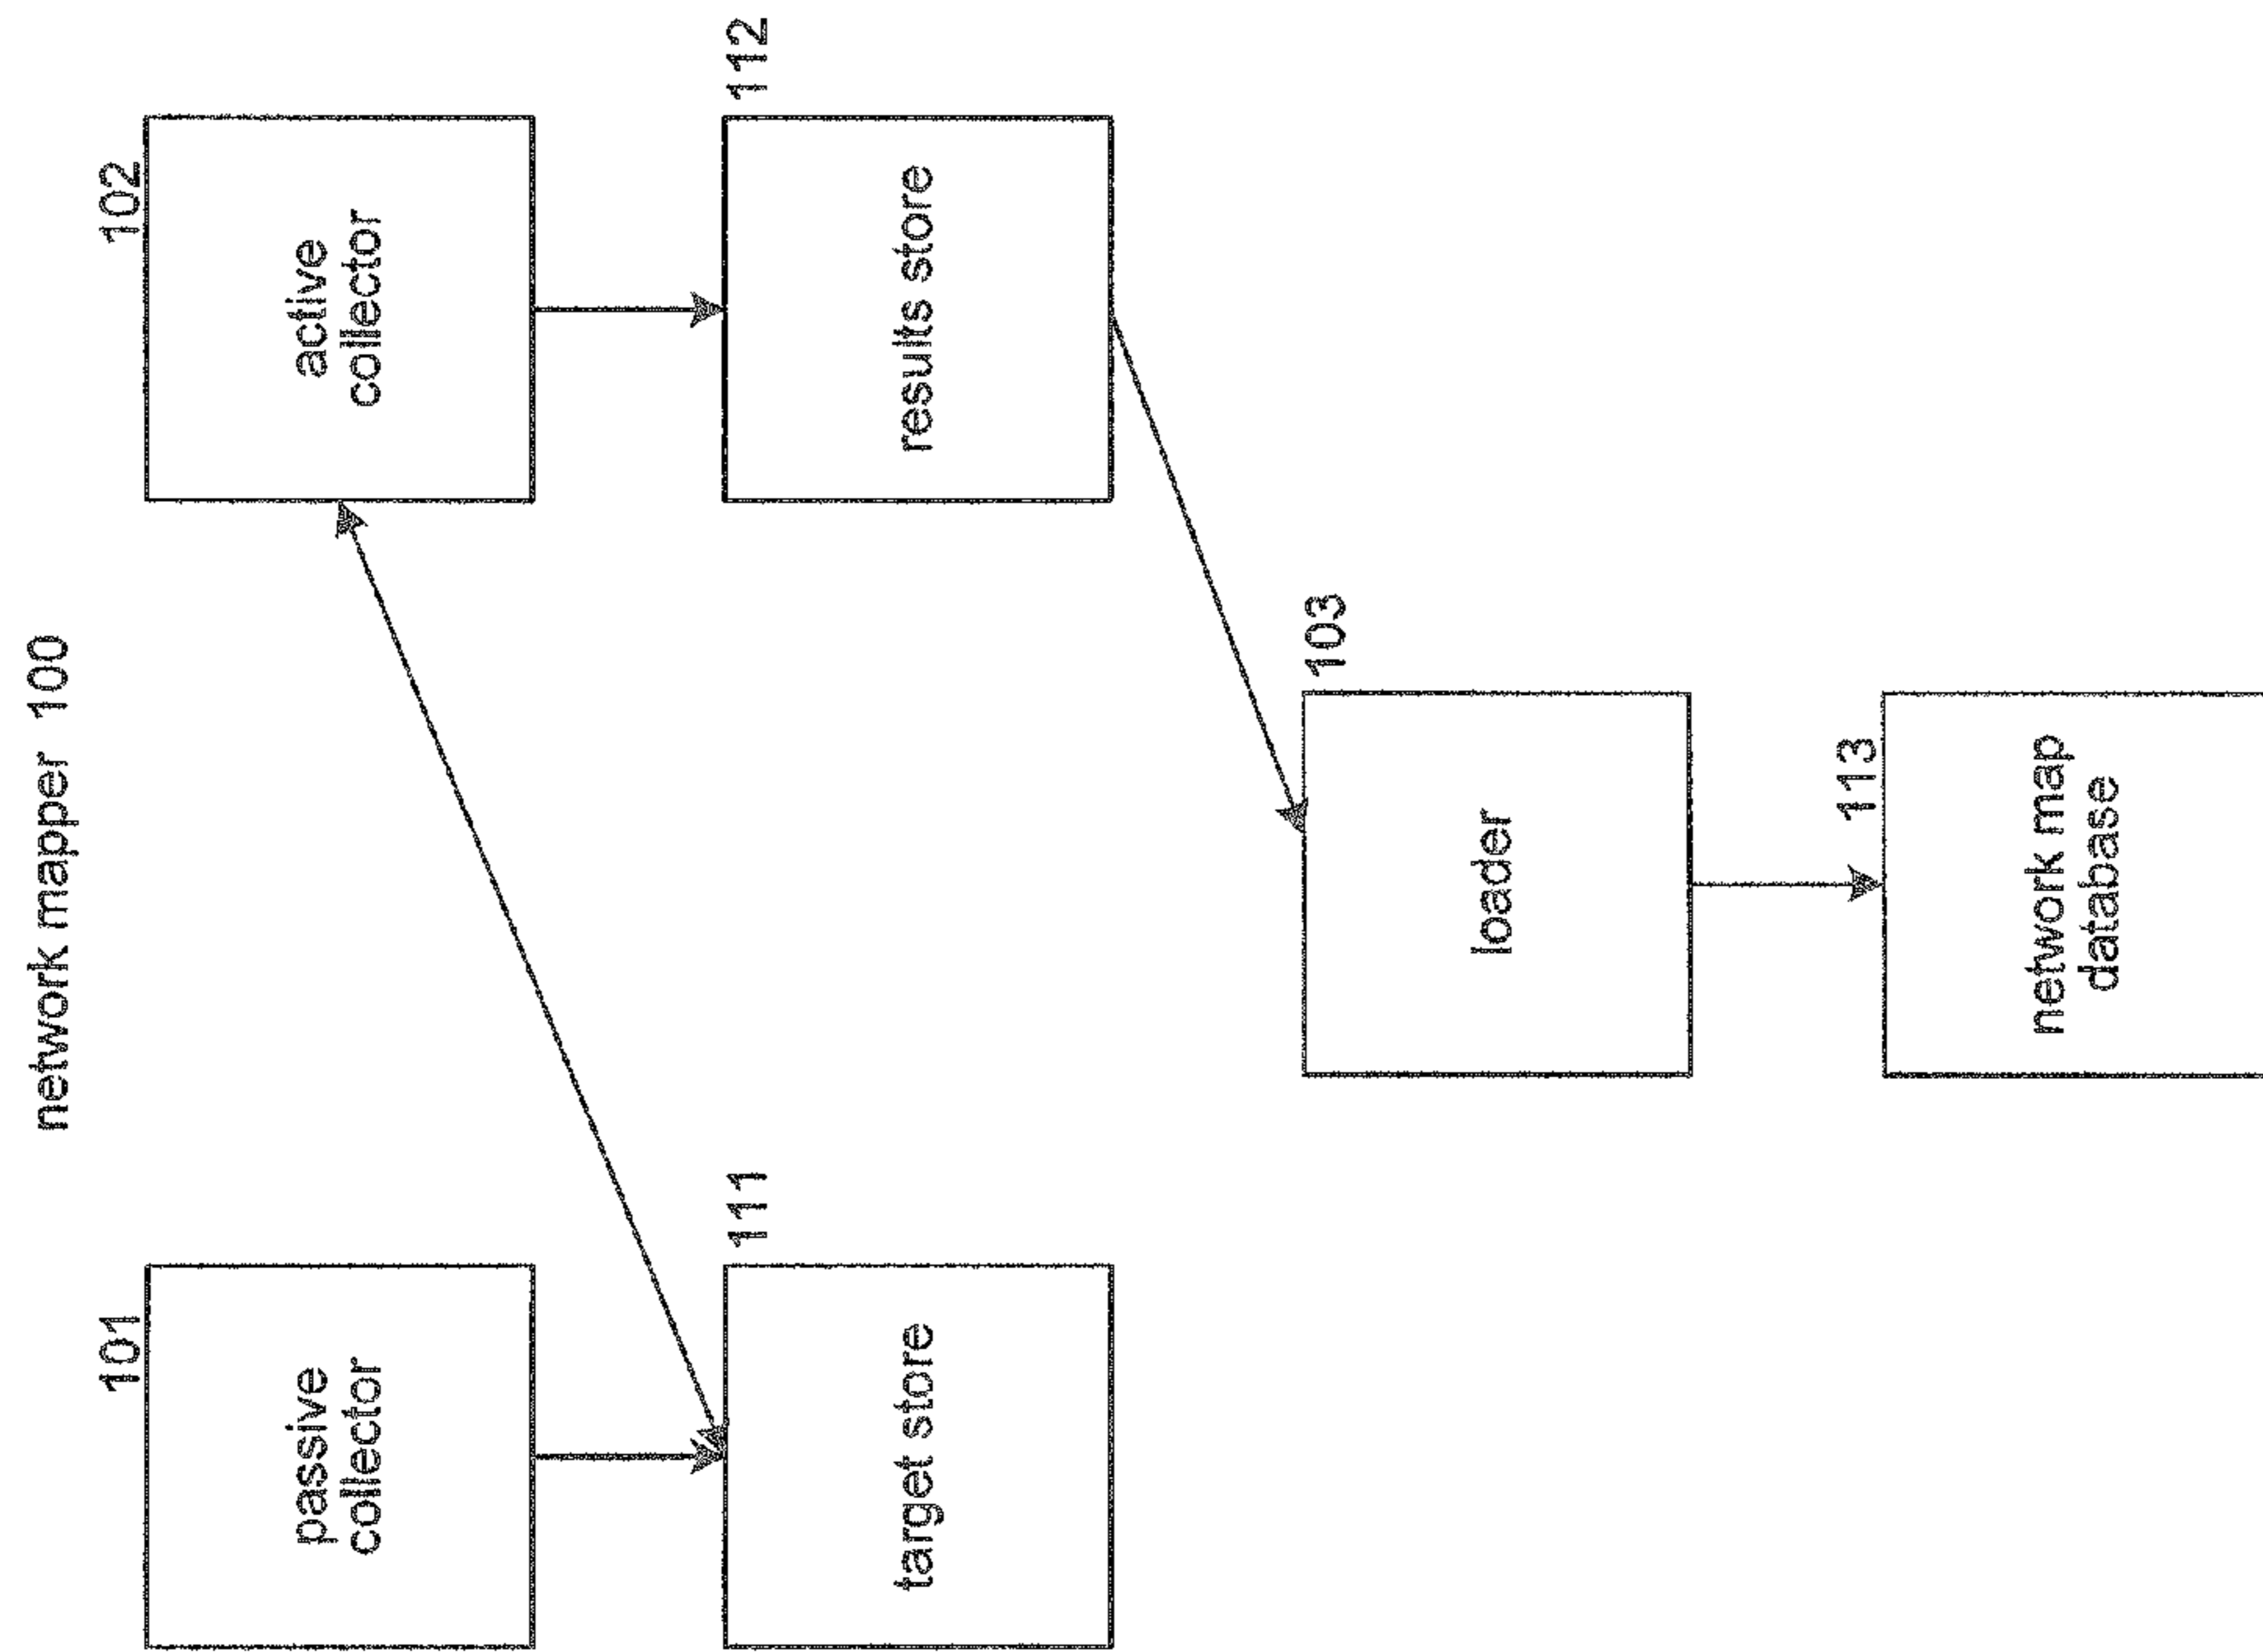 network mapper 100
101
passive
collector
102
active
collector
111
target store
112
results store
103
loader
113
network map
database